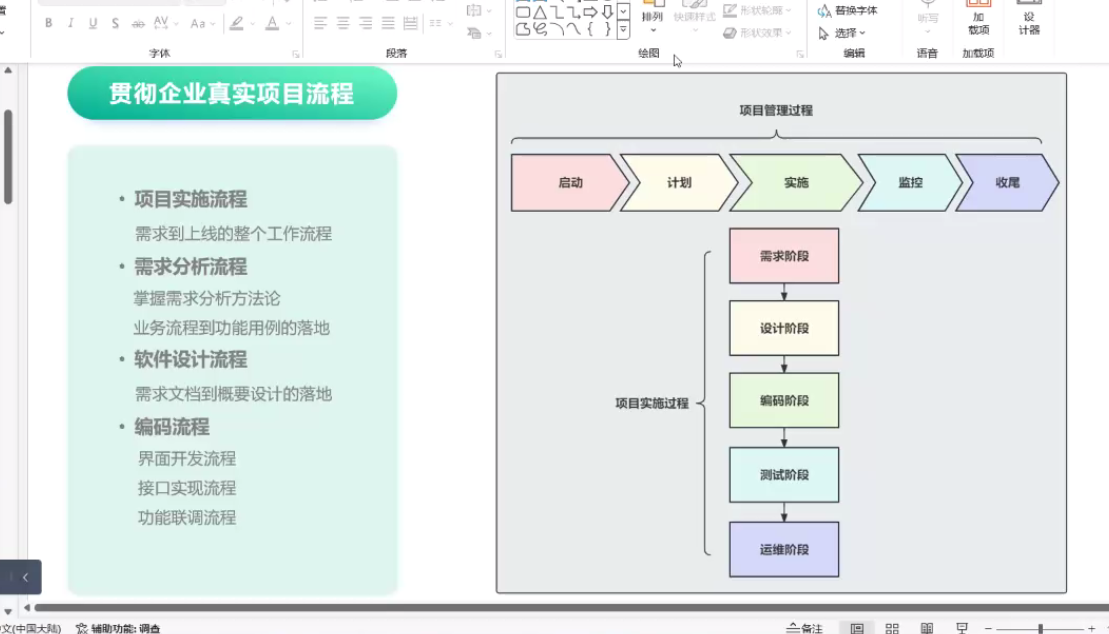 B I U S ab AV Aa A
排列
快速样式
形状轮廓
形状效果
替换字体
选择
听写
加
载项
设
计器
字体
段落
绘图
编辑
语音
加载项
贯彻企业真实项目流程
• 项目实施流程
需求到上线的整个工作流程
• 需求分析流程
掌握需求分析方法论
业务流程到功能用例的落地
• 软件设计流程
需求文档到概要设计的落地
• 编码流程
界面开发流程
接口实现流程
功能联调流程
项目管理过程
启动
计划
实施
监控
收尾
需求阶段
设计阶段
编码阶段
测试阶段
运维阶段
项目实施过程
文(中国大陆)
辅助功能: 调查
备注